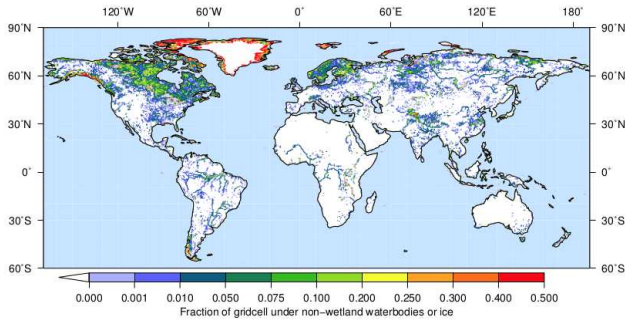 120˚W 60˚W 0˚ 60˚E 120˚E 180˚
90˚N 90˚N
60˚N 60˚N
30˚N 30˚N
0˚ 0˚
30˚S 30˚S
60˚S 60˚S
0.000 0.001 0.010 0.050 0.075 0.100 0.200 0.250 0.300 0.400 0.500
Fraction of gridcell under non−wetland waterbodies or ice